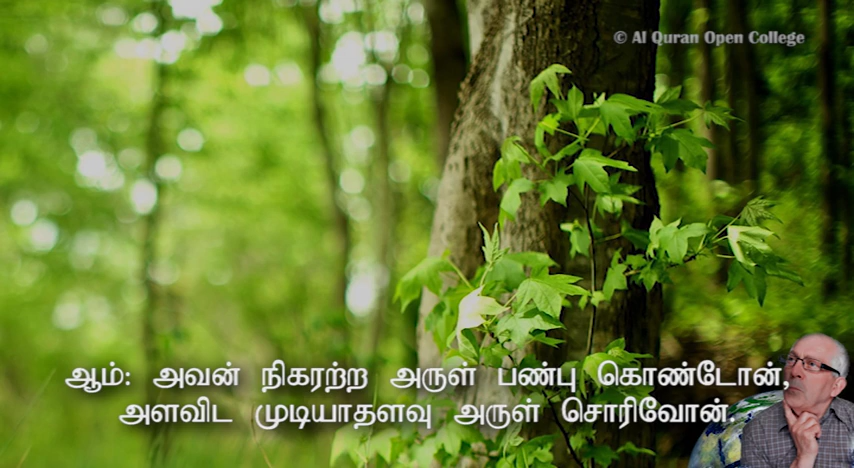 © Al Quran Open College
ஆம்: அவன் நிகரற்ற அருள் பண்பு கொண்டோன்,
அளவிட முடியாதளவு அருள் சொரிவோன்.